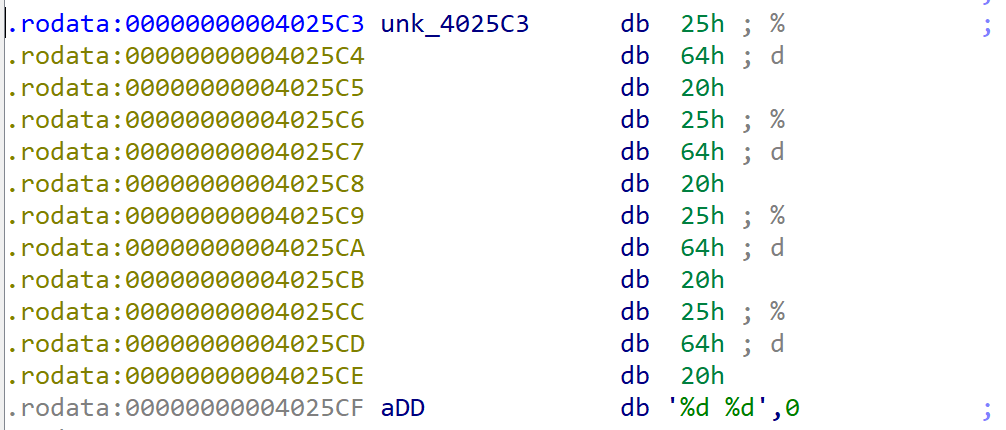 .rodata:00000000004025C3 unk_4025C3 db 25h ; % ;
.rodata:00000000004025C4 db 64h ; d
.rodata:00000000004025C5 db 20h
.rodata:00000000004025C6 db 25h ; %
.rodata:00000000004025C7 db 64h ; d
.rodata:00000000004025C8 db 20h
.rodata:00000000004025C9 db 25h ; %
.rodata:00000000004025CA db 64h ; d
.rodata:00000000004025CB db 20h
.rodata:00000000004025CC db 25h ; %
.rodata:00000000004025CD db 64h ; d
.rodata:00000000004025CE db 20h
.rodata:00000000004025CF aDD db '%d %d',0 ;